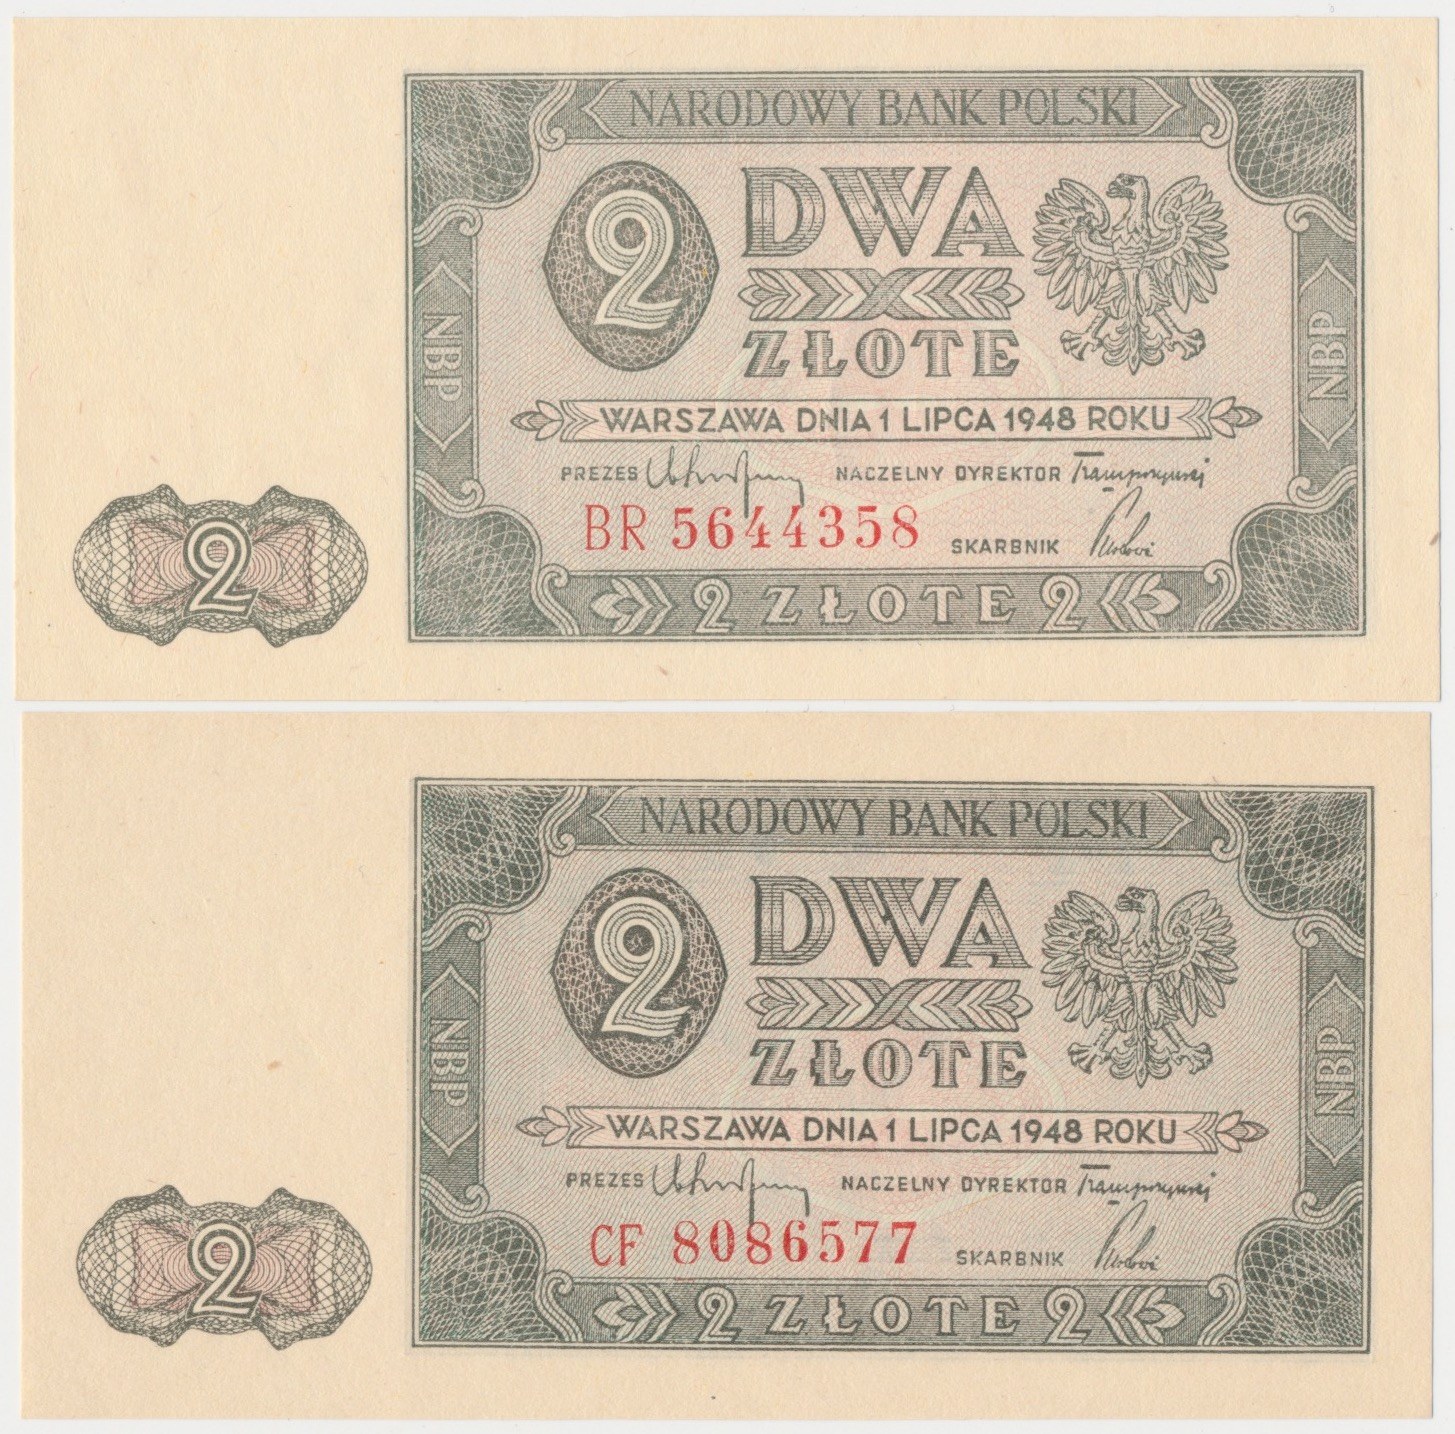 NARODOWY BANK POLSKI
2 DWA
ZŁOTE
NBP
NBP
WARSZAWA DNIA 1 LIPCA 1948 ROKU
PREZES NACZELNY DYREKTOR
BR 5644358 SKARBNIK
2
2 ZŁOTE 2
NARODOWY BANK POLSKI
2 DWA
ZŁOTE
NBP
NBP
WARSZAWA DNIA 1 LIPCA 1948 ROKU
PREZES NACZELNY DYREKTOR
CF 8086577 SKARBNIK
2
2 ZŁOTE 2